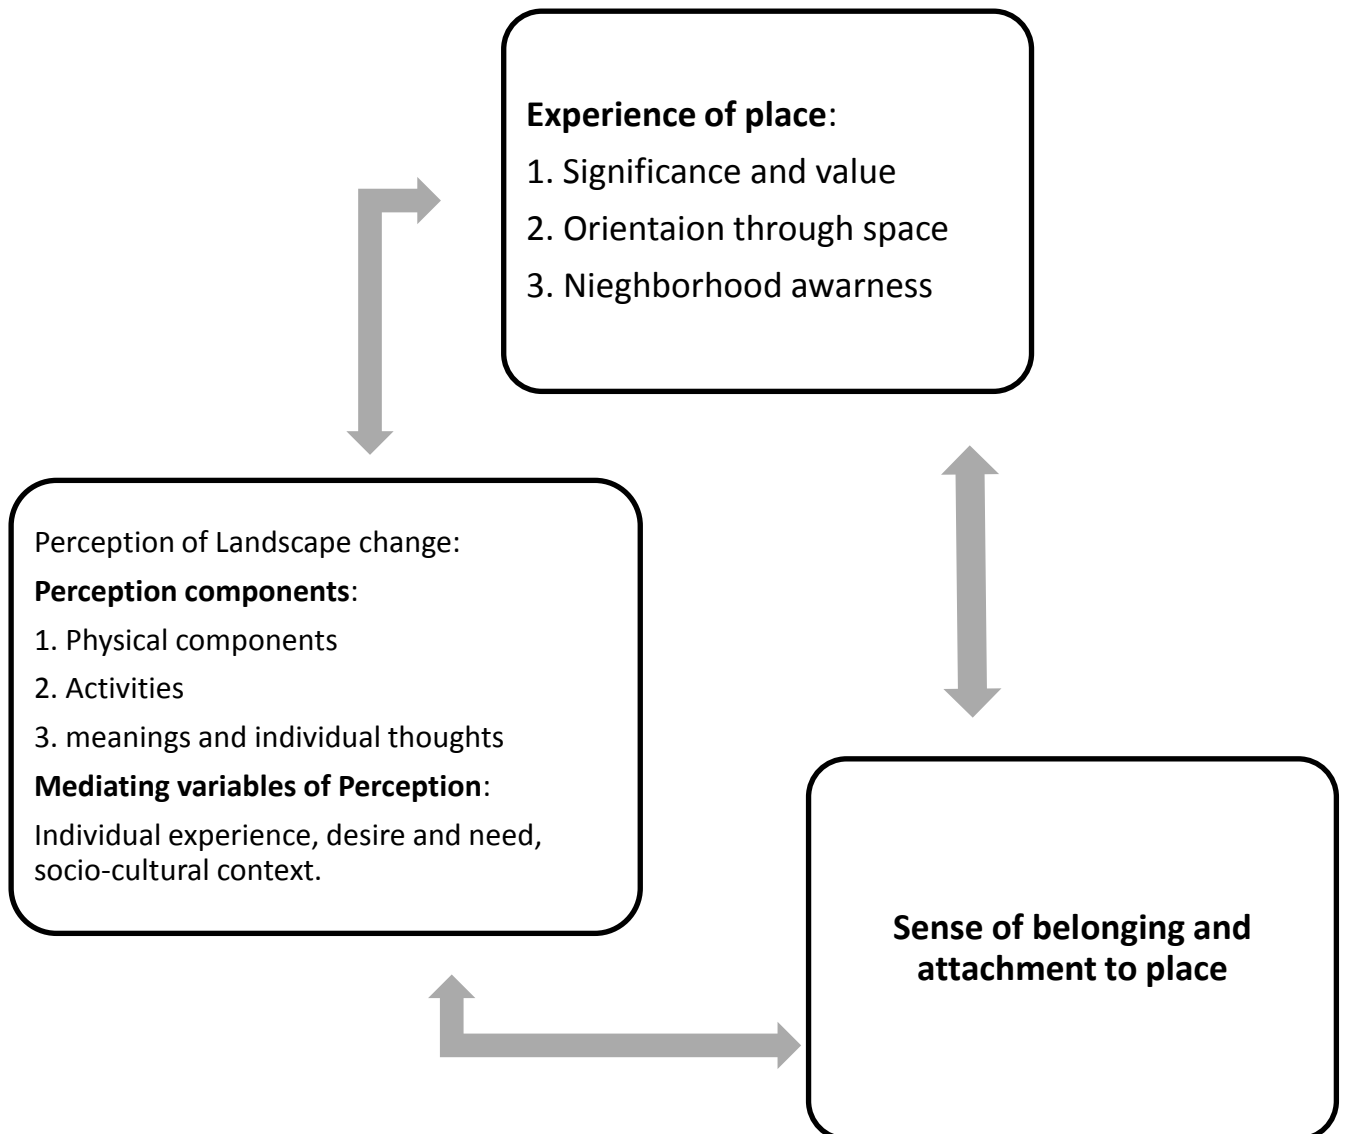 Experience of place:
1. Significance and value
2. Orientaion through space
3. Nieghborhood awarness
Perception of Landscape change:
Perception components:
1. Physical components
2. Activities
3. meanings and individual thoughts
Mediating variables of Perception:
Individual experience, desire and need,
socio-cultural context.
Sense of belonging and
attachment to place